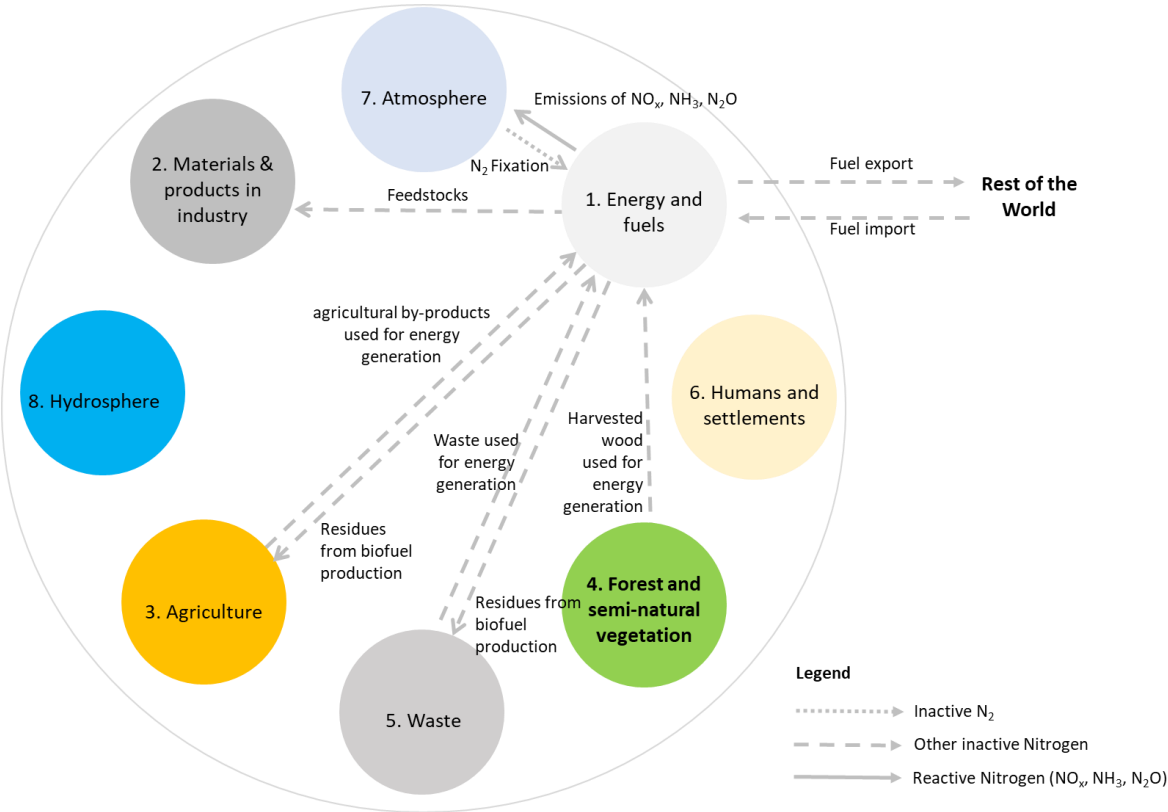 7. Atmosphere
Emissions of NOₓ, NH₃, N₂O
N₂ Fixation
2. Materials &
products in
industry
Feedstocks
1. Energy and
fuels
Fuel export
Rest of the
World
Fuel import
agricultural by-products
used for energy
generation
8. Hydrosphere
6. Humans and
settlements
Waste used
for energy
generation
Harvested
wood
used for
energy
generation
Residues
from biofuel
production
3. Agriculture
4. Forest and
semi-natural
vegetation
Residues from
biofuel
production
5. Waste
Legend
Inactive N₂
Other inactive Nitrogen
Reactive Nitrogen (NOₓ, NH₃, N₂O)